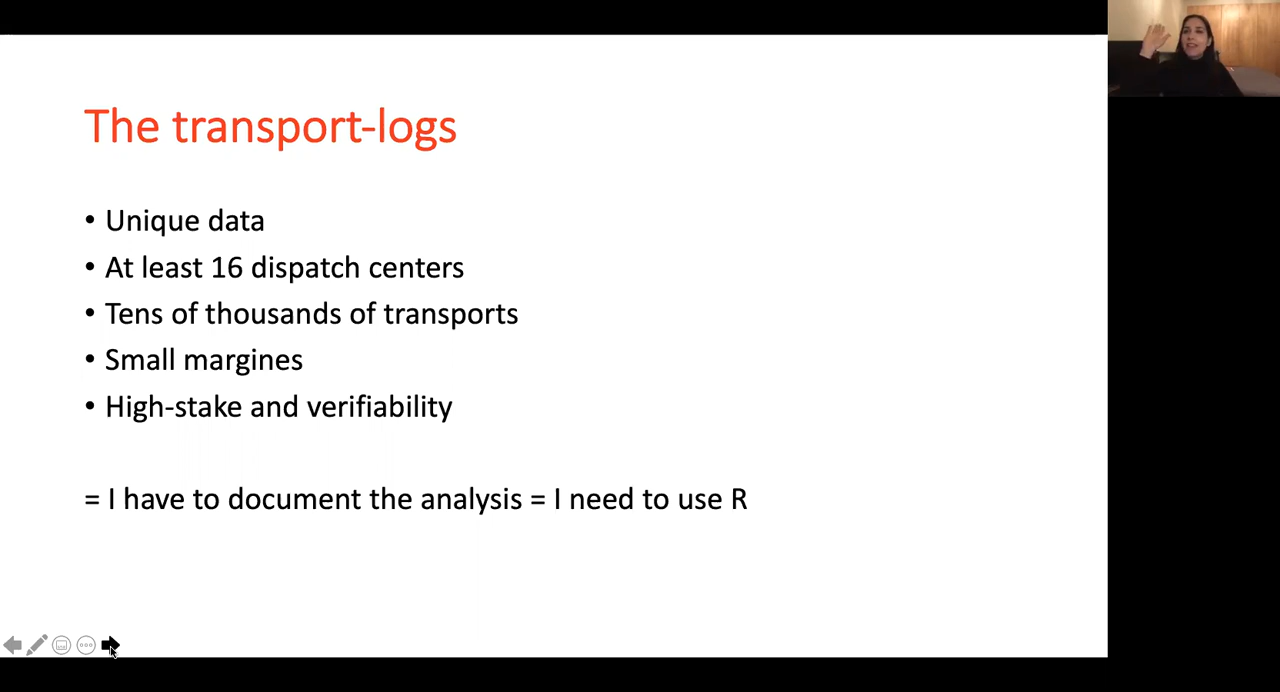 The transport-logs
• Unique data
• At least 16 dispatch centers
• Tens of thousands of transports
• Small margines
• High-stake and verifiability
= I have to document the analysis = I need to use R